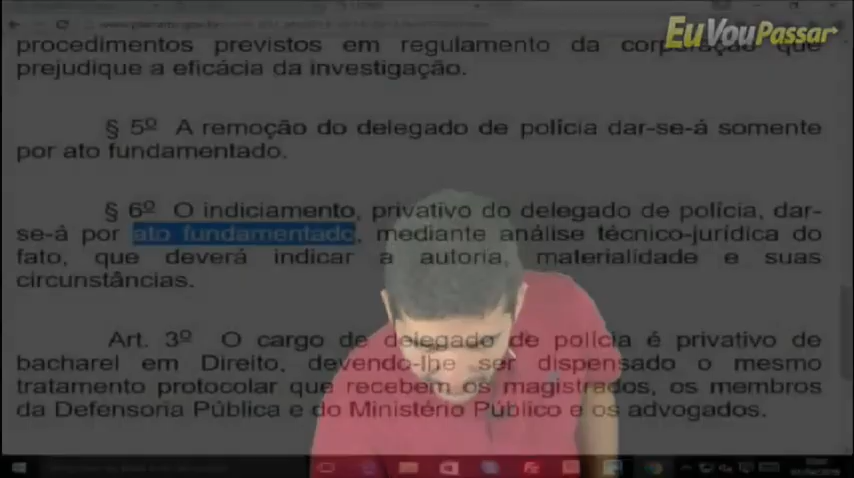 EuVouPassar
procedimentos previstos em regulamento da corporação que
prejudique a eficácia da investigação.
§ 5º A remoção do delegado de polícia dar-se-á somente
por ato fundamentado.
§ 6º O indiciamento, privativo do delegado de polícia, dar-
se-á por ato fundamentado, mediante análise técnico-jurídica do
fato, que deverá indicar a autoria, materialidade e suas
circunstâncias.
Art. 3º O cargo de delegado de polícia é privativo de
bacharel em Direito, devendo-lhe ser dispensado o mesmo
tratamento protocolar que recebem os magistrados, os membros
da Defensoria Pública e do Ministério Público e os advogados.